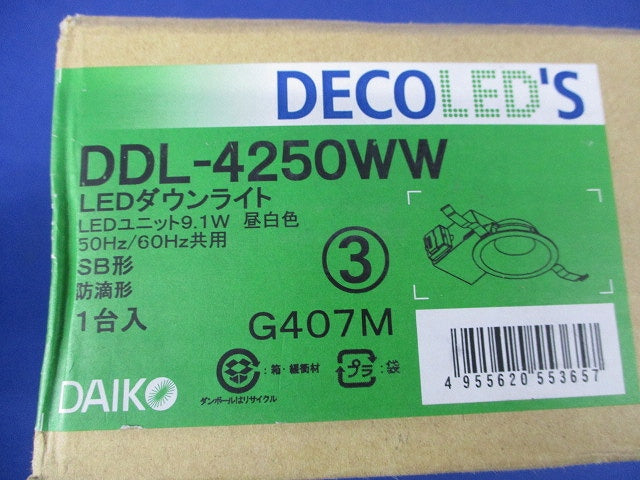 DECOLED'S
DDL-4250WW
LEDダウンライト
LEDユニット9.1W 昼白色
50Hz/60Hz共用
SB形
防滴形
1台入
③
G407M
:箱・緩衝材
ダンボールはリサイクル
プラ:袋
4 955620 553657
DAIKO